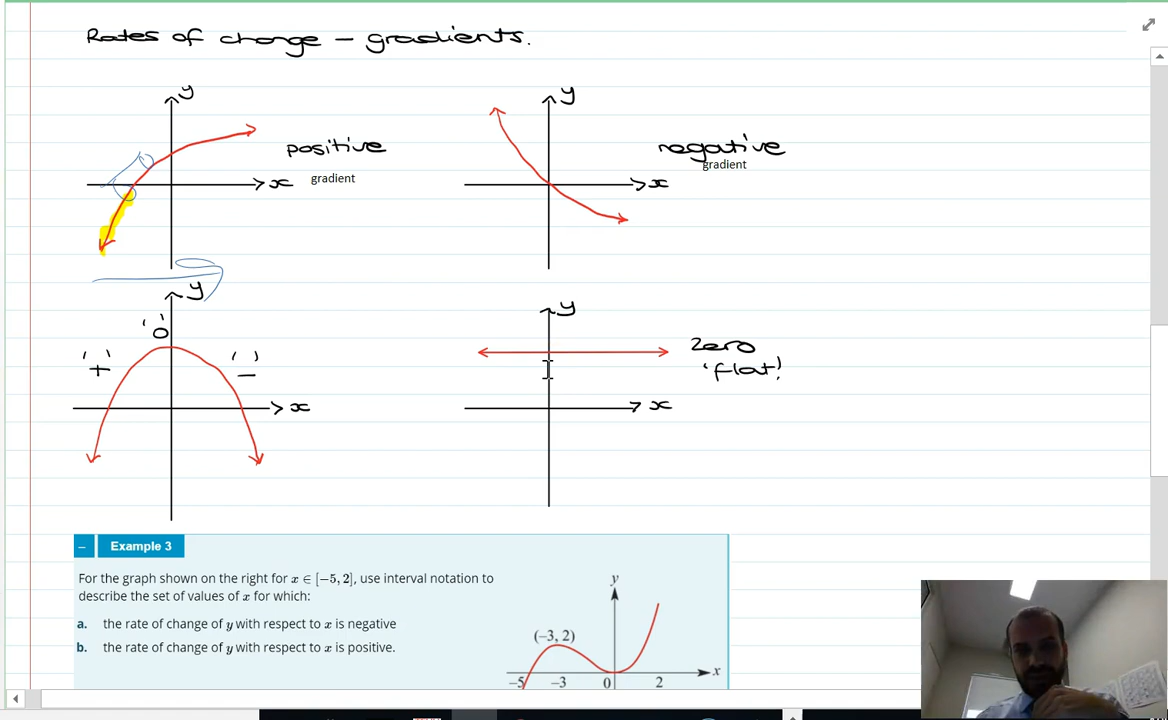 Rates of change – gradients.
y
x
positive
gradient
y
x
negative
gradient
y
x
'+'
'0'
'–'
y
x
Zero
'flat!
Example 3
For the graph shown on the right for x ∈ [−5, 2], use interval notation to
describe the set of values of x for which:
a. the rate of change of y with respect to x is negative
b. the rate of change of y with respect to x is positive.
y
(−3, 2)
x
−5 −3 0 2